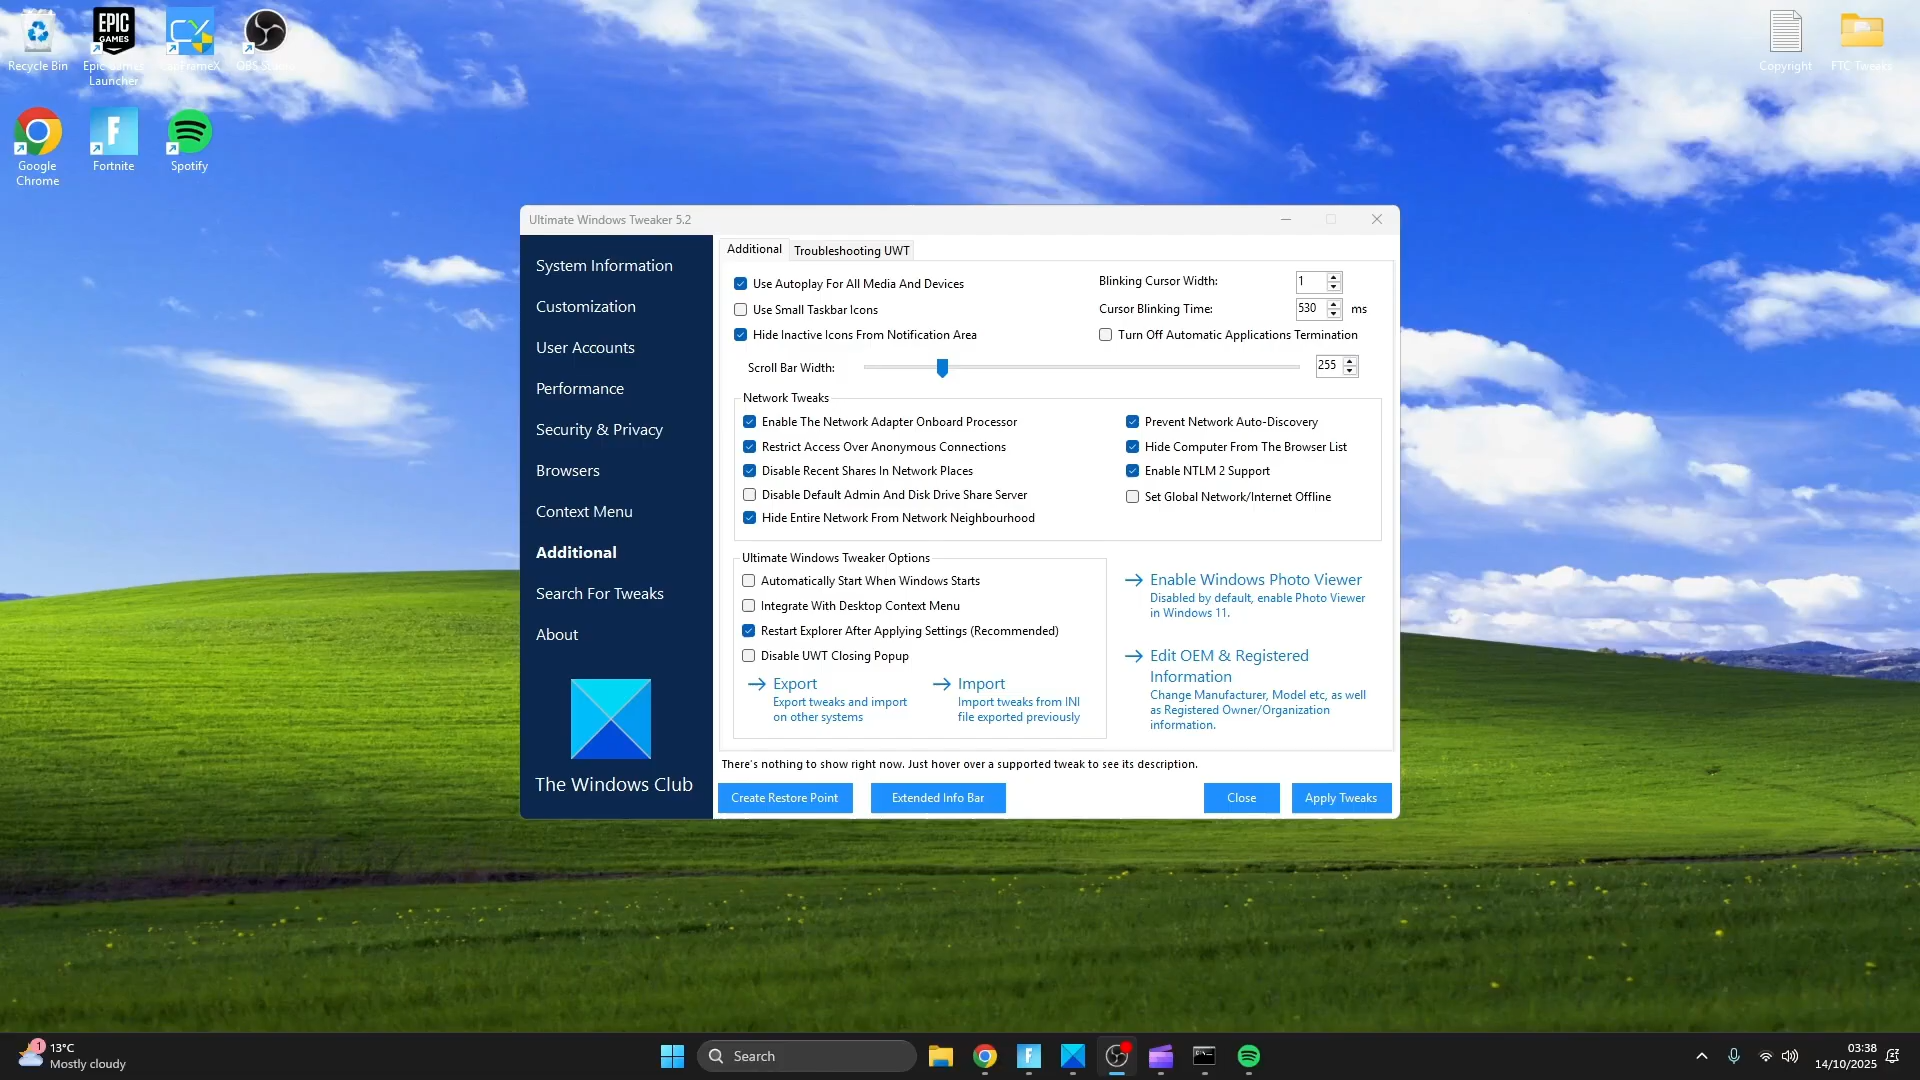 Recycle Bin
EPIC
GAMES
Epic Games
Launcher
CapFrameX
OBS Studio
Copyright
FTC Tweaks
Google
Chrome
Fortnite
Spotify
Ultimate Windows Tweaker 5.2
System Information
Customization
User Accounts
Performance
Security & Privacy
Browsers
Context Menu
Additional
Search For Tweaks
About
The Windows Club
Additional
Troubleshooting UWT
Use Autoplay For All Media And Devices
Use Small Taskbar Icons
Hide Inactive Icons From Notification Area
Blinking Cursor Width: 1
Cursor Blinking Time: 530 ms
Turn Off Automatic Applications Termination
Scroll Bar Width: 255
Network Tweaks
Enable The Network Adapter Onboard Processor
Restrict Access Over Anonymous Connections
Disable Recent Shares In Network Places
Disable Default Admin And Disk Drive Share Server
Hide Entire Network From Network Neighbourhood
Prevent Network Auto-Discovery
Hide Computer From The Browser List
Enable NTLM 2 Support
Set Global Network/Internet Offline
Ultimate Windows Tweaker Options
Automatically Start When Windows Starts
Integrate With Desktop Context Menu
Restart Explorer After Applying Settings (Recommended)
Disable UWT Closing Popup
Export
Export tweaks and import
on other systems
Import
Import tweaks from INI
file exported previously
Enable Windows Photo Viewer
Disabled by default, enable Photo Viewer
in Windows 11.
Edit OEM & Registered
Information
Change Manufacturer, Model etc, as well
as Registered Owner/Organization
information.
There's nothing to show right now. Just hover over a supported tweak to see its description.
Create Restore Point
Extended Info Bar
Close
Apply Tweaks
1
13°C
Mostly cloudy
Search
03:38
14/10/2025